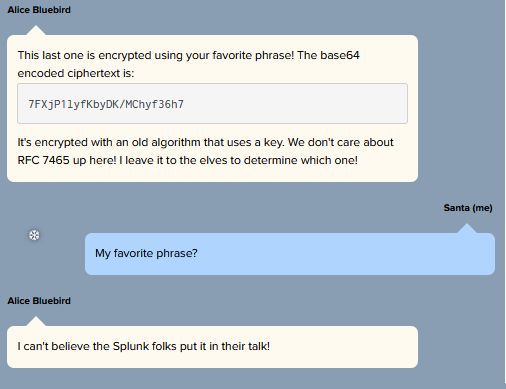 Alice Bluebird
This last one is encrypted using your favorite phrase! The base64
encoded ciphertext is:
7FXjP1lyfKbyDK/MChyf36h7
It's encrypted with an old algorithm that uses a key. We don't care about
RFC 7465 up here! I leave it to the elves to determine which one!
Santa (me)
My favorite phrase?
Alice Bluebird
I can't believe the Splunk folks put it in their talk!